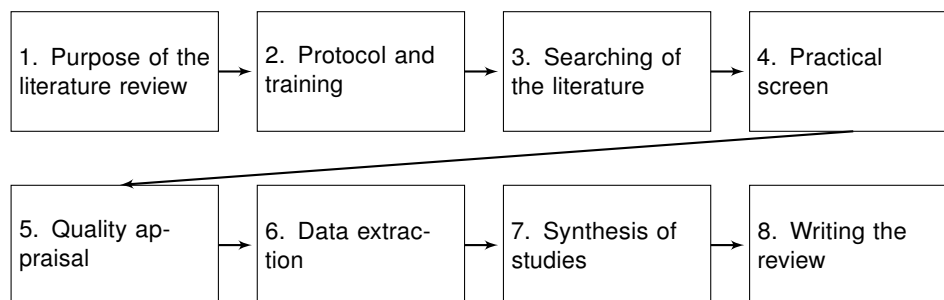 1. Purpose of the
literature review
2. Protocol and
training
3. Searching of
the literature
4. Practical
screen
5. Quality ap-
praisal
6. Data extrac-
tion
7. Synthesis of
studies
8. Writing the
review